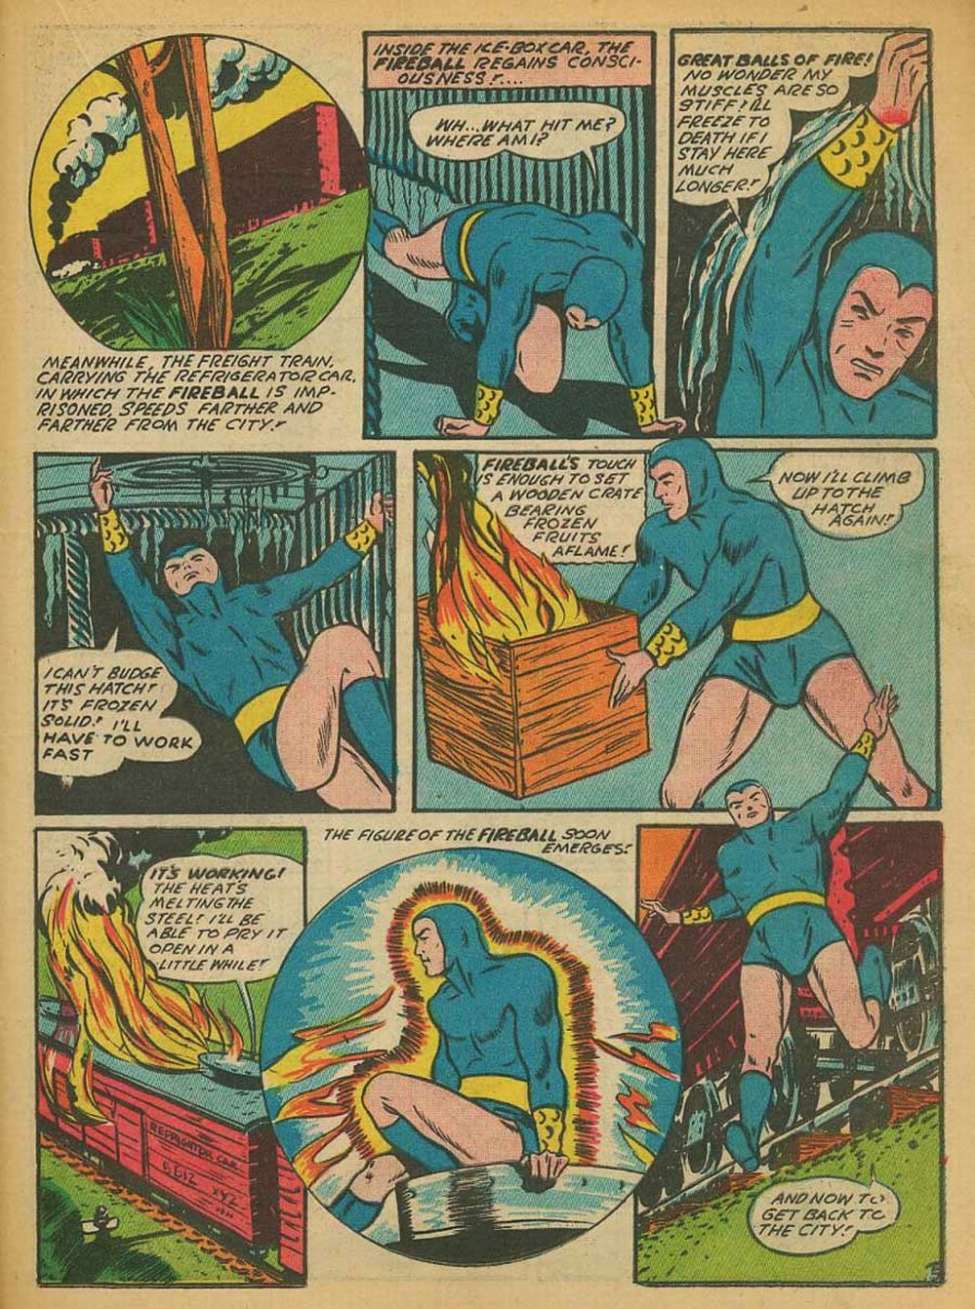 MEANWHILE, THE FREIGHT TRAIN,
CARRYING THE REFRIGERATOR CAR,
IN WHICH THE FIREBALL IS IMP-
RISONED, SPEEDS FARTHER AND
FARTHER FROM THE CITY!
INSIDE THE ICE-BOX CAR, THE
FIREBALL REGAINS CONSCI-
OUSNESS!....
WH...WHAT HIT ME?
WHERE AM I?
GREAT BALLS OF FIRE!
NO WONDER MY
MUSCLES ARE SO
STIFF! I'LL
FREEZE TO
DEATH IF I
STAY HERE
MUCH
LONGER!
I CAN'T BUDGE
THIS HATCH!
IT'S FROZEN
SOLID! I'LL
HAVE TO WORK
FAST
FIREBALL'S TOUCH
IS ENOUGH TO SET
A WOODEN CRATE
BEARING
FROZEN
FRUITS
AFLAME!
NOW I'LL CLIMB
UP TO THE
HATCH
AGAIN!
IT'S WORKING!
THE HEAT'S
MELTING THE
STEEL! I'LL BE
ABLE TO PRY IT
OPEN IN A
LITTLE WHILE!
REFRIGATOR CAR
XYZ
THE FIGURE OF THE FIREBALL SOON
EMERGES!
AND NOW TO
GET BACK TO
THE CITY!